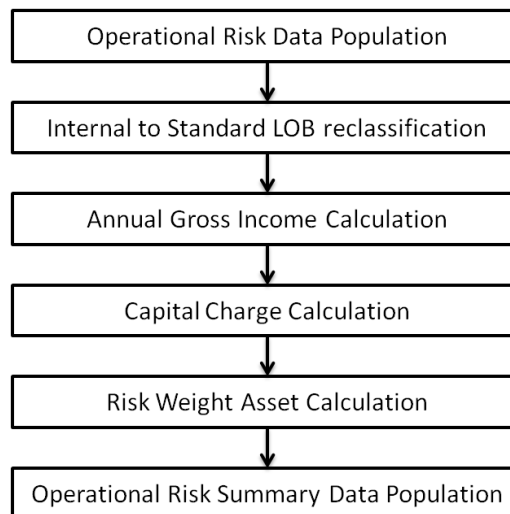 Operational Risk Data Population
Internal to Standard LOB reclassification
Annual Gross Income Calculation
Capital Charge Calculation
Risk Weight Asset Calculation
Operational Risk Summary Data Population